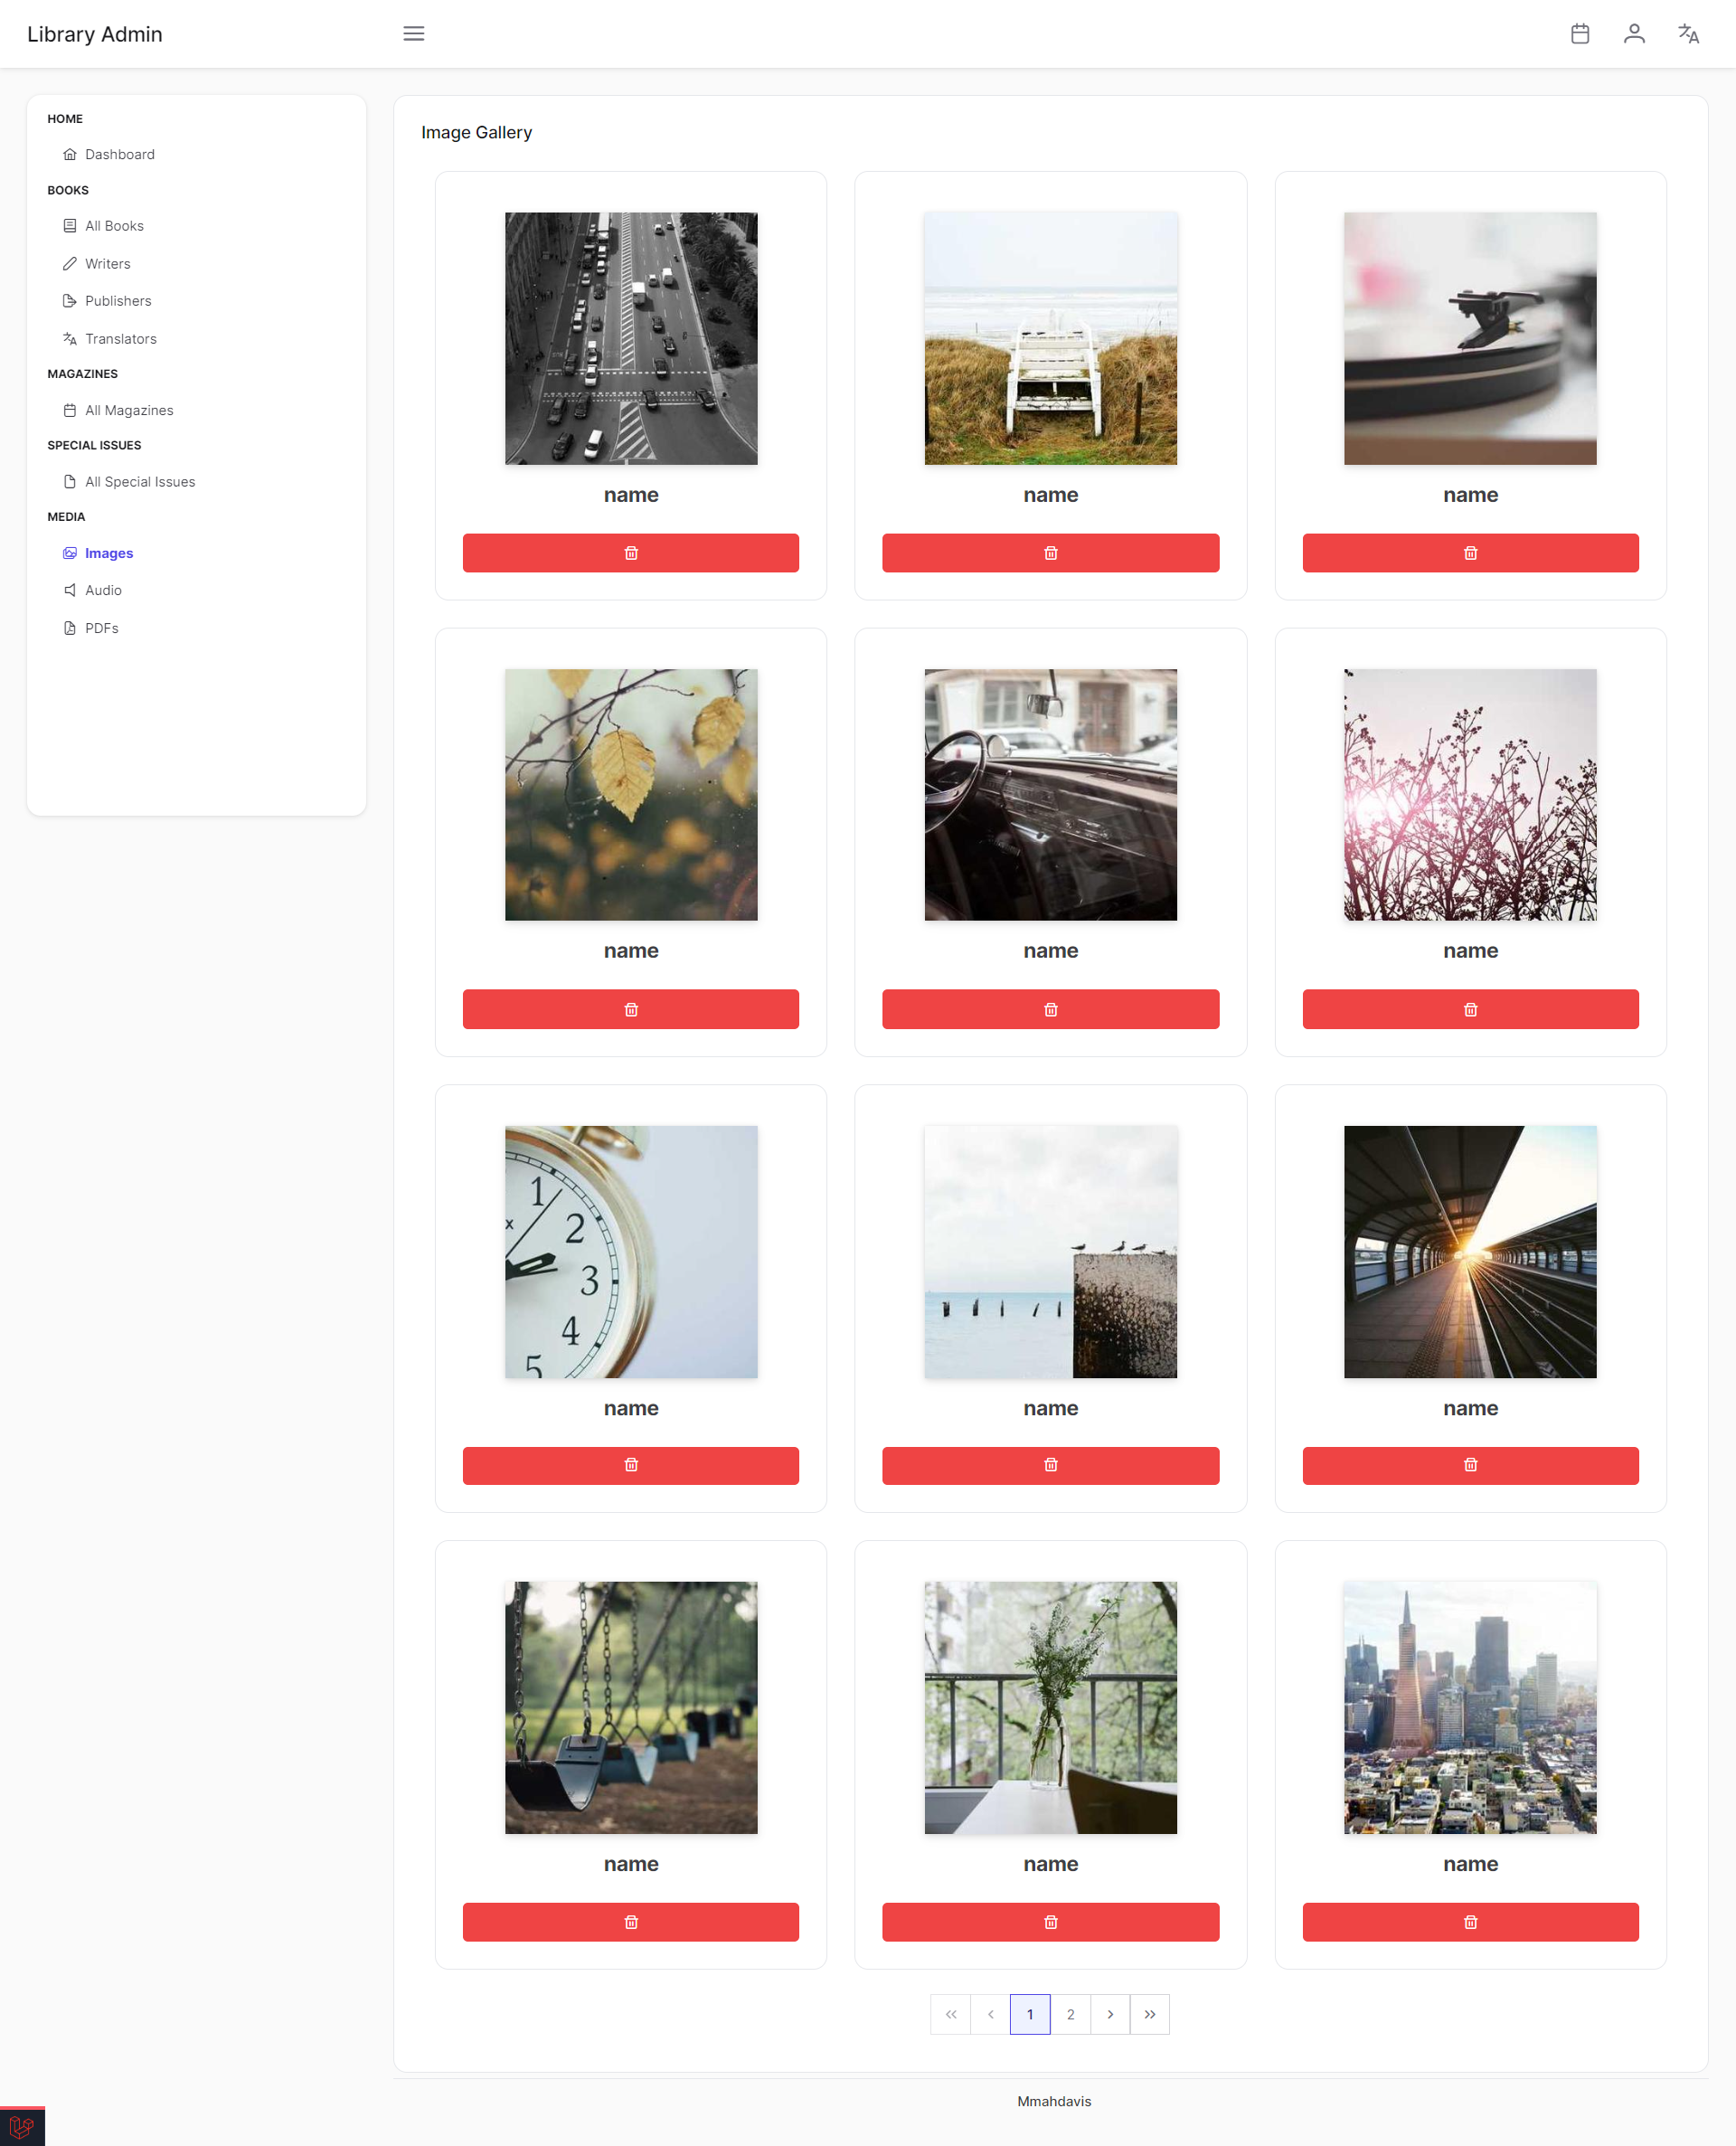 Library Admin
HOME
Dashboard
BOOKS
All Books
Writers
Publishers
Translators
MAGAZINES
All Magazines
SPECIAL ISSUES
All Special Issues
MEDIA
Images
Audio
PDFs
Image Gallery
name
name
name
name
name
name
1
2
3
4
5
name
name
name
name
name
name
1
2
Mmahdavis